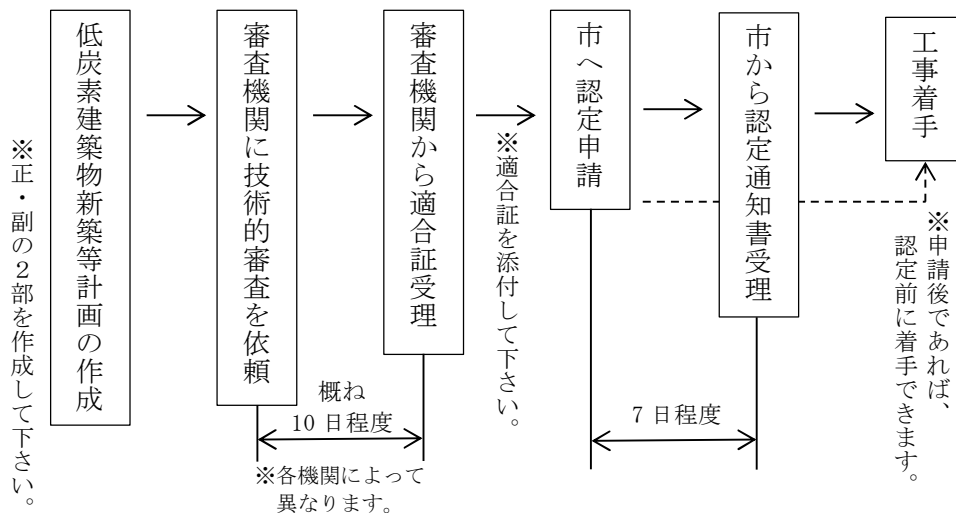 低炭素建築物新築等計画の作成
※正・副の2部を作成して下さい。
審査機関に技術的審査を依頼
審査機関から適合証受理
概ね
10日程度
※各機関によって
異なります。
※適合証を添付して下さい。
市へ認定申請
市から認定通知書受理
7日程度
工事着手
※申請後であれば、
認定前に着手できます。